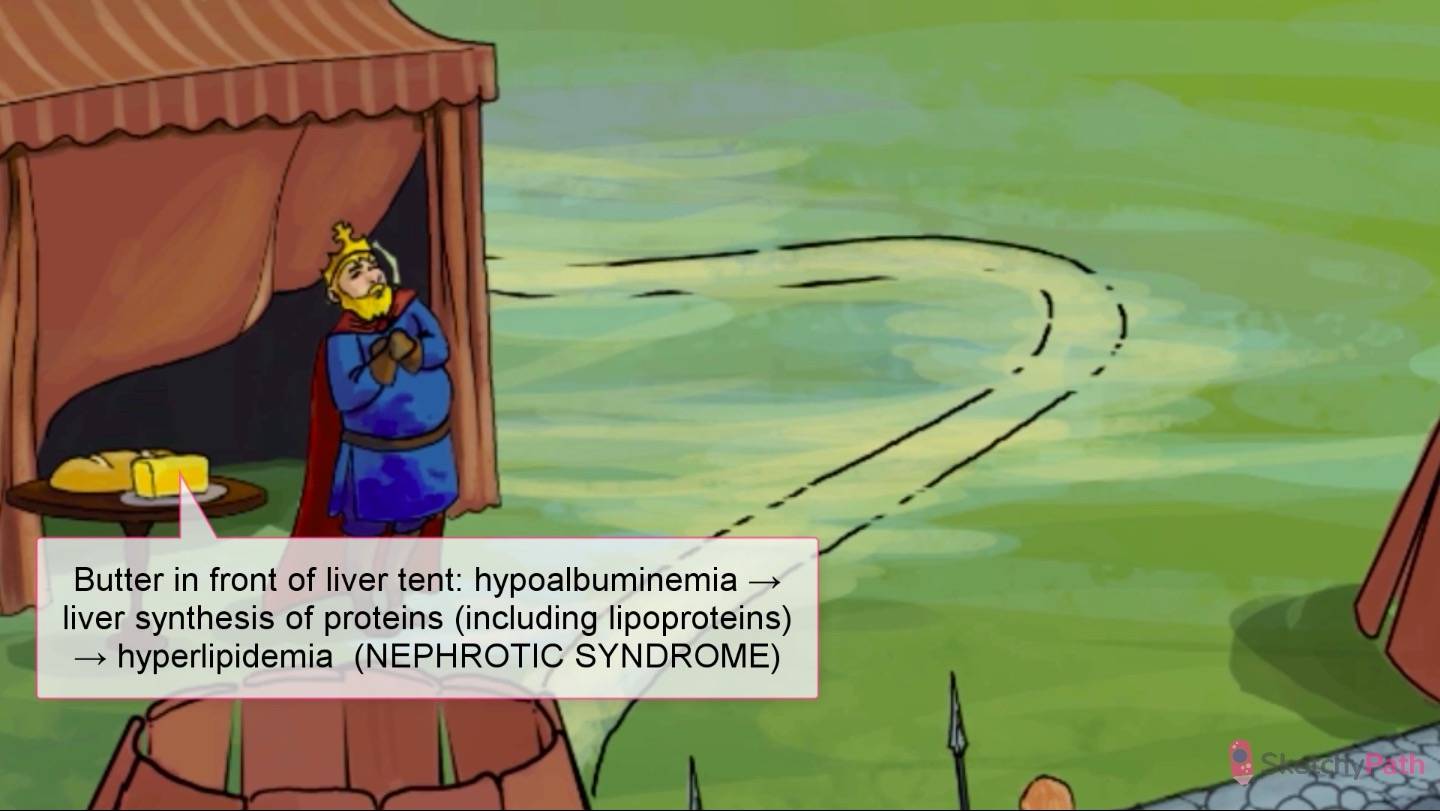 Butter in front of liver tent: hypoalbuminemia →
liver synthesis of proteins (including lipoproteins)
→ hyperlipidemia (NEPHROTIC SYNDROME)
SketchyPath